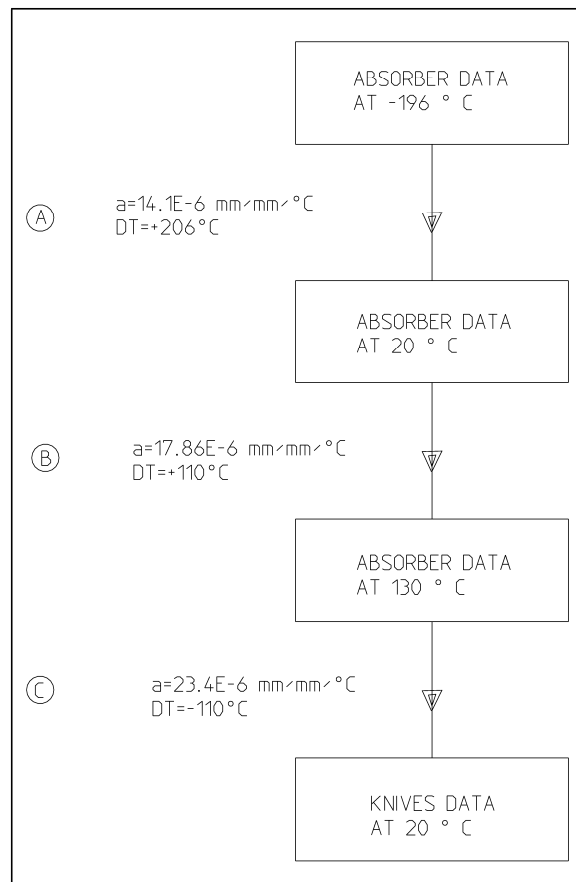 ABSORBER DATA
AT -196 ° C
A
a=14.1E-6 mm/mm/°C
DT=+206°C
ABSORBER DATA
AT 20 ° C
B
a=17.86E-6 mm/mm/°C
DT=+110°C
ABSORBER DATA
AT 130 ° C
C
a=23.4E-6 mm/mm/°C
DT=-110°C
KNIVES DATA
AT 20 ° C